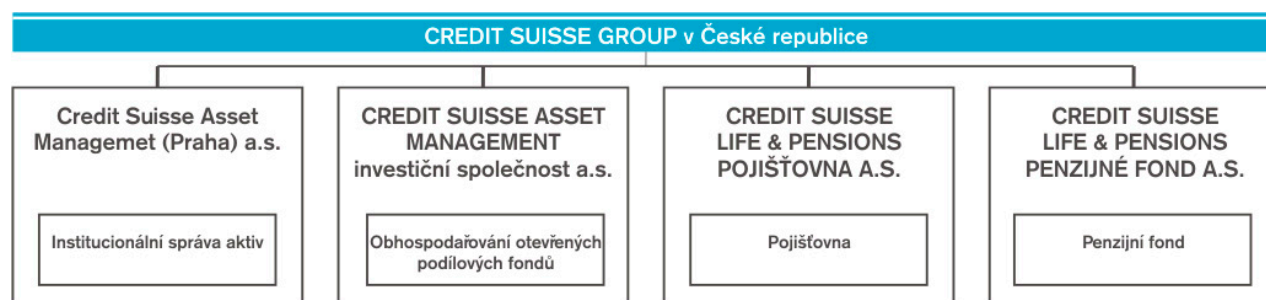 CREDIT SUISSE GROUP v České republice
Credit Suisse Asset
Managemet (Praha) a.s.
Institucionální správa aktiv
CREDIT SUISSE ASSET
MANAGEMENT
investiční společnost a.s.
Obhospodařování otevřených
podílových fondů
CREDIT SUISSE
LIFE & PENSIONS
POJIŠŤOVNA A.S.
Pojišťovna
CREDIT SUISSE
LIFE & PENSIONS
PENZIJNÉ FOND A.S.
Penzijní fond